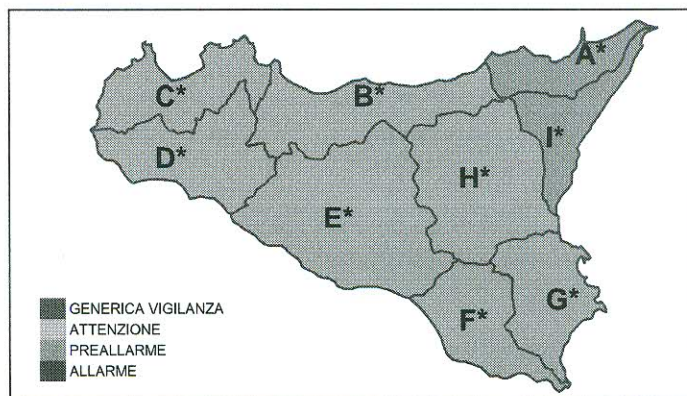 A*
C*
B*
I*
D*
H*
E*
G*
F*
GENERICA VIGILANZA
ATTENZIONE
PREALLARME
ALLARME